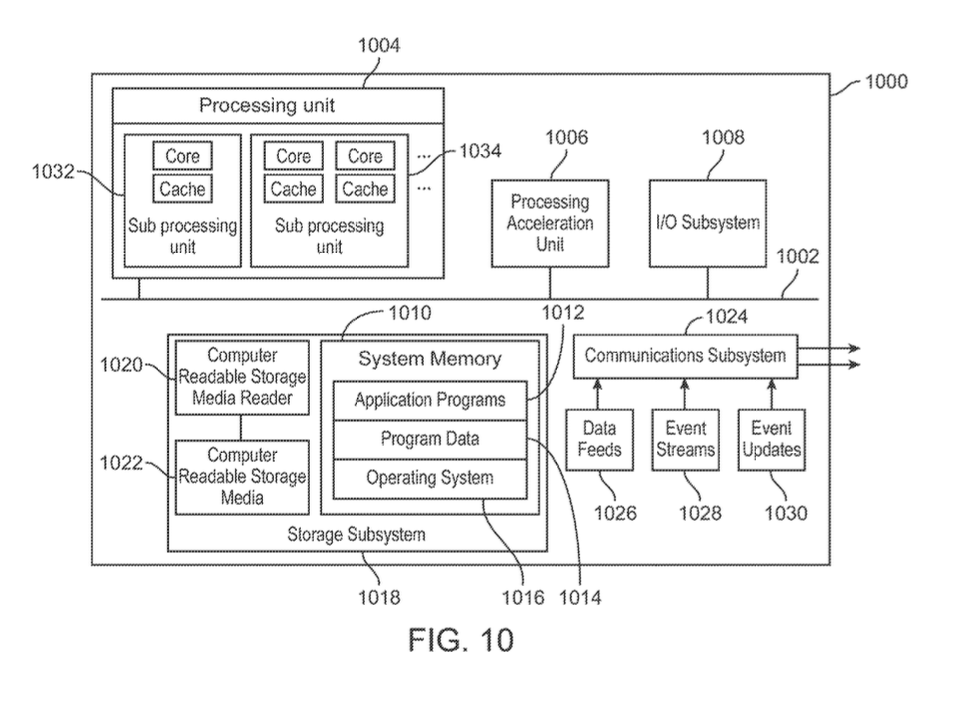 1004
1000
Processing unit
1032
Core
Cache
Sub processing unit
Core Core ...
Cache Cache ...
Sub processing unit
1034
1006
Processing Acceleration Unit
1008
I/O Subsystem
1002
1010
1012
1024
1020
Computer Readable Storage Media Reader
1022
Computer Readable Storage Media
System Memory
Application Programs
Program Data
Operating System
Storage Subsystem
Communications Subsystem
Data Feeds
Event Streams
Event Updates
1026
1028
1030
1018
1016
1014
FIG. 10